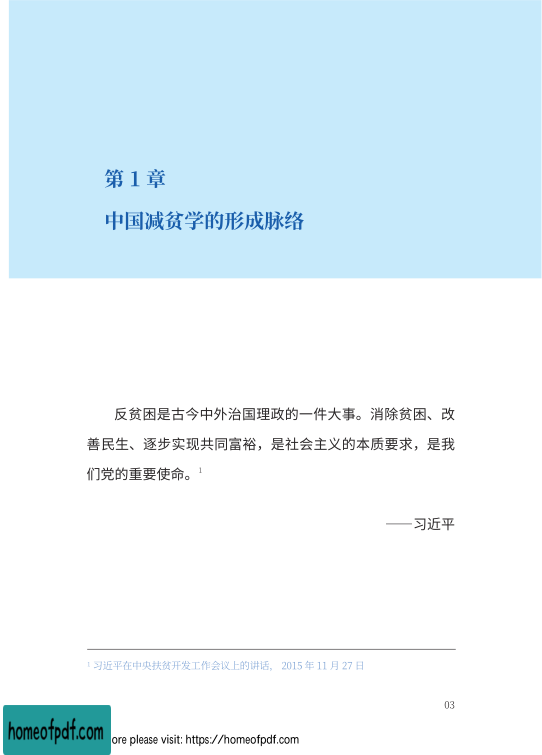 第 1 章
中国减贫学的形成脉络
反贫困是古今中外治国理政的一件大事。消除贫困、改
善民生、逐步实现共同富裕，是社会主义的本质要求，是我
们党的重要使命。1
——习近平
1 习近平在中央扶贫开发工作会议上的讲话， 2015 年 11 月 27 日
03
homeofpdf.com
ore please visit: https://homeofpdf.com